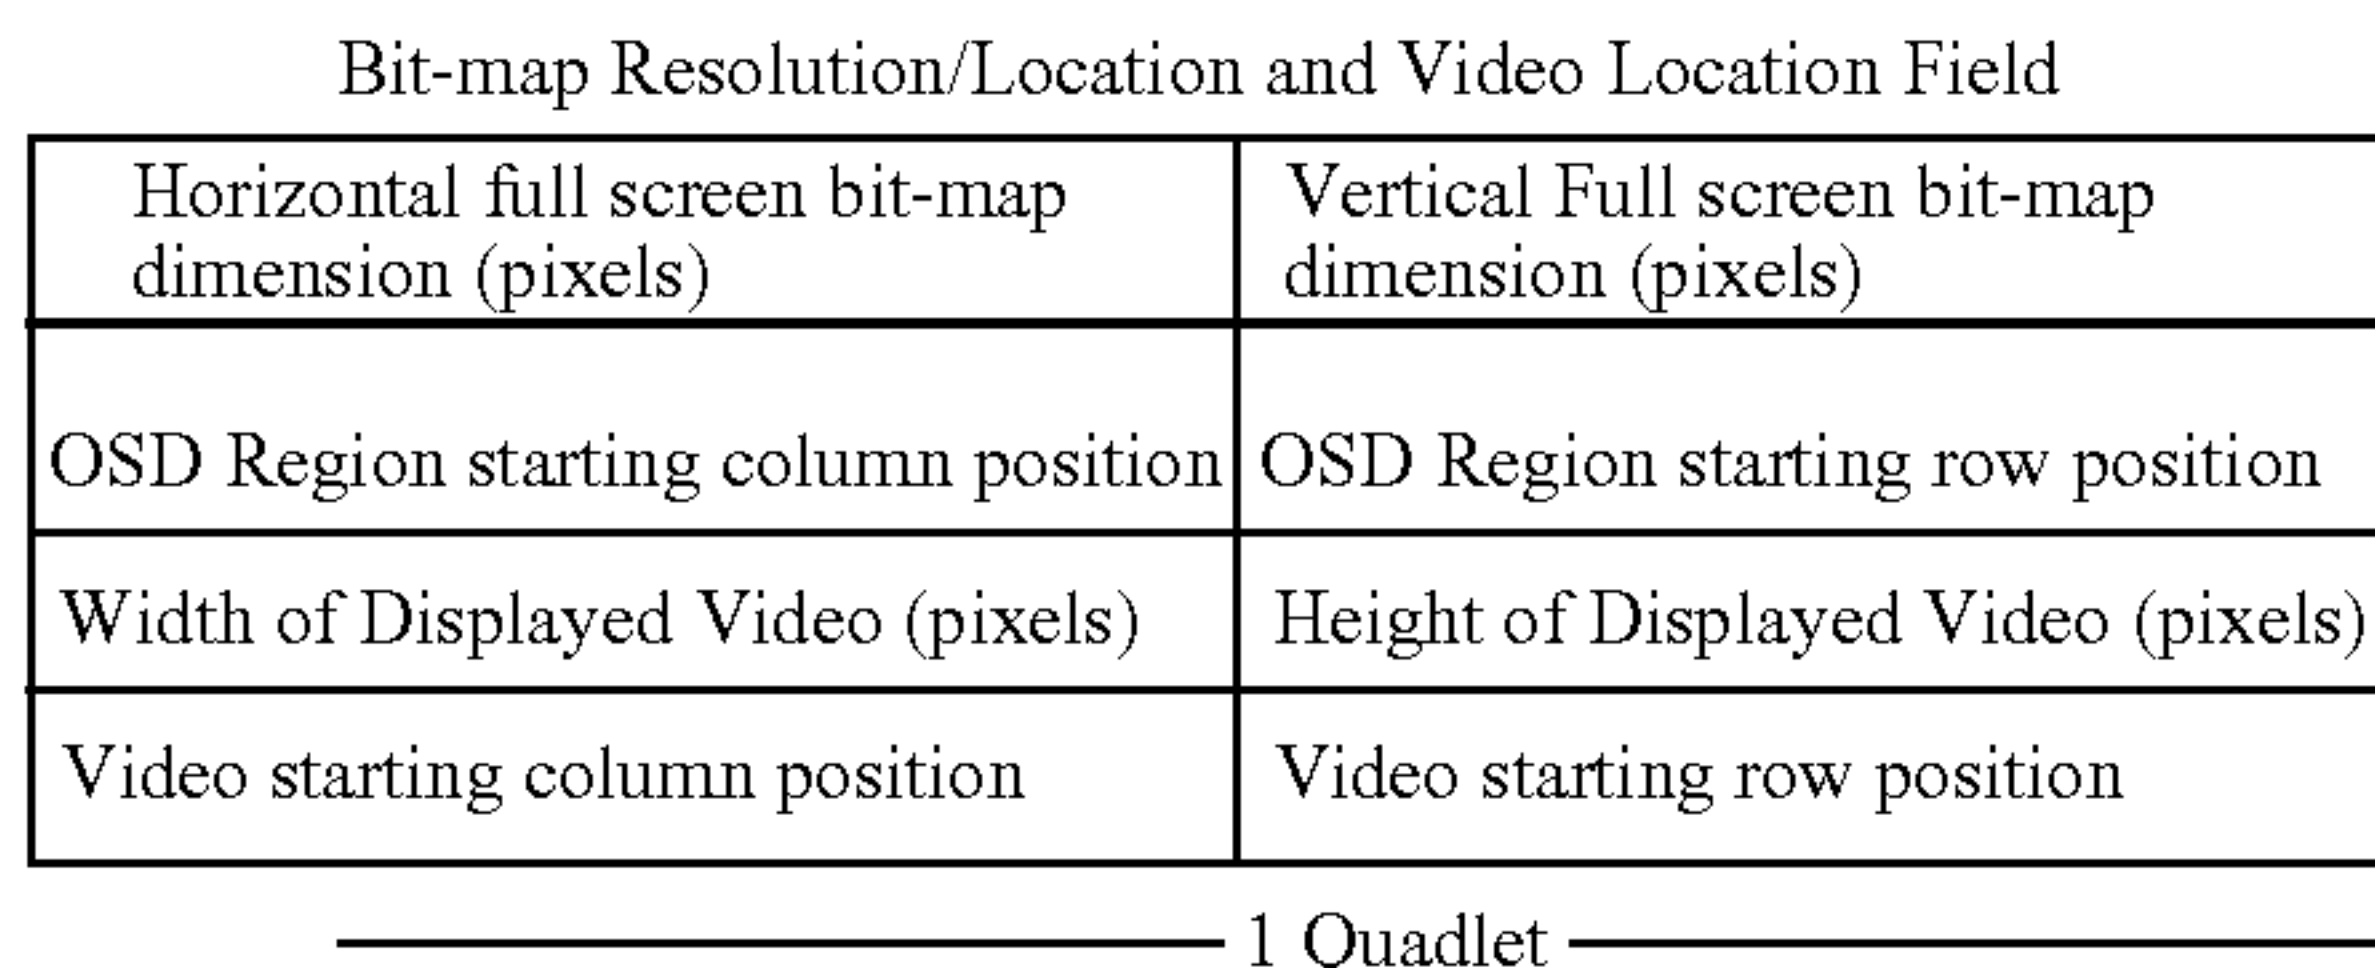 Bit-map Resolution/Location and Video Location Field
Horizontal full screen bit-map
dimension (pixels)
Vertical Full screen bit-map
dimension (pixels)
OSD Region starting column position
OSD Region starting row position
Width of Displayed Video (pixels)
Height of Displayed Video (pixels)
Video starting column position
Video starting row position
1 Quadlet